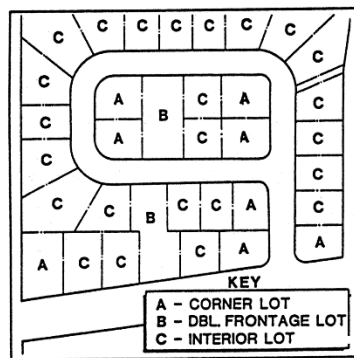 C C C C C C
C C
C C
A C A
C B C
A C A C
C C
C C
C C B C C A C
A C C C A A
KEY
A - CORNER LOT
B - DBL. FRONTAGE LOT
C - INTERIOR LOT